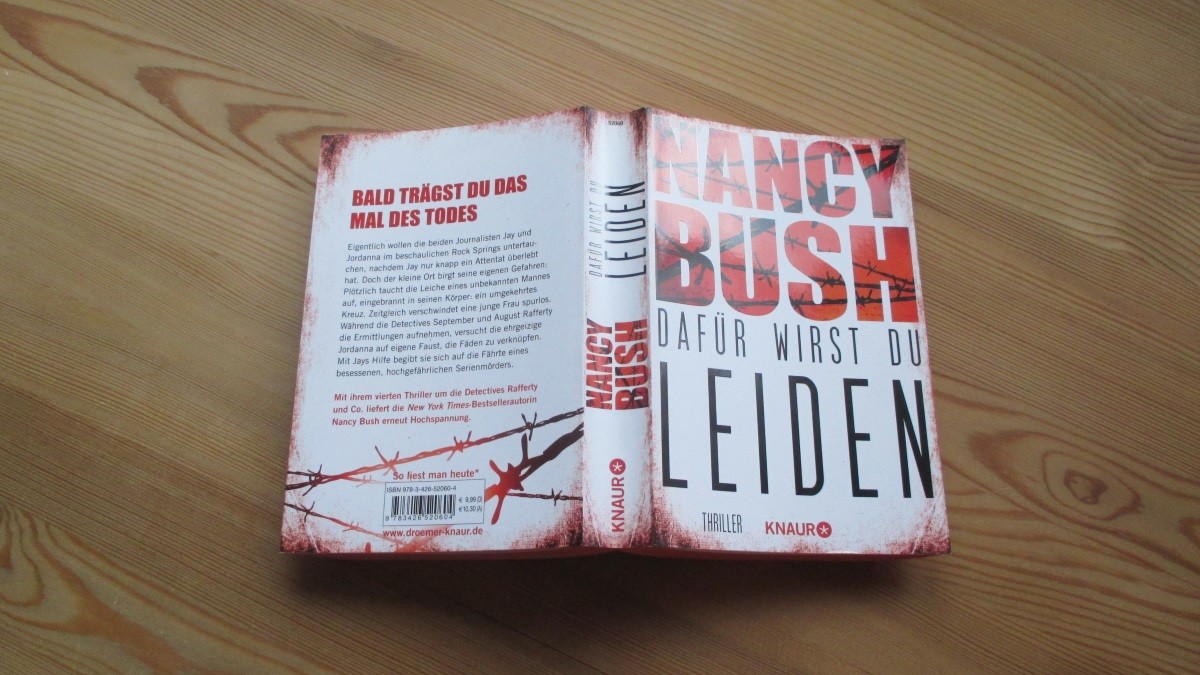 BALD TRÄGST DU DAS
MAL DES TODES
Eigentlich wollen die beiden Journalisten Jay und
Jordanna im beschaulichen Rock Springs untertau-
chen, nachdem Jay nur knapp ein Attentat überlebt
hat. Doch der kleine Ort birgt seine eigenen Gefahren:
Plötzlich taucht die Leiche eines unbekannten Mannes
auf, eingebrannt in seinen Körper: ein umgekehrtes
Kreuz. Zeitgleich verschwindet eine junge Frau spurlos.
Während die Detectives September und August Rafferty
die Ermittlungen aufnehmen, versucht die ehrgeizige
Jordanna auf eigene Faust, die Fäden zu verknüpfen.
Mit Jays Hilfe begibt sie sich auf die Fährte eines
besessenen, hochgefährlichen Serienmörders.
Mit ihrem vierten Thriller um die Detectives Rafferty
und Co. liefert die New York Times-Bestsellerautorin
Nancy Bush erneut Hochspannung.
So liest man heute*
ISBN 978-3-426-52060-4
€ 9,99 (D)
€ 10,30 (A)
9 783426 520604
www.droemer-knaur.de
52060
DAFÜR WIRST DU
LEIDEN
NANCY
BUSH
KNAUR
NANCY
BUSH
DAFÜR WIRST DU
LEIDEN
THRILLER
KNAUR